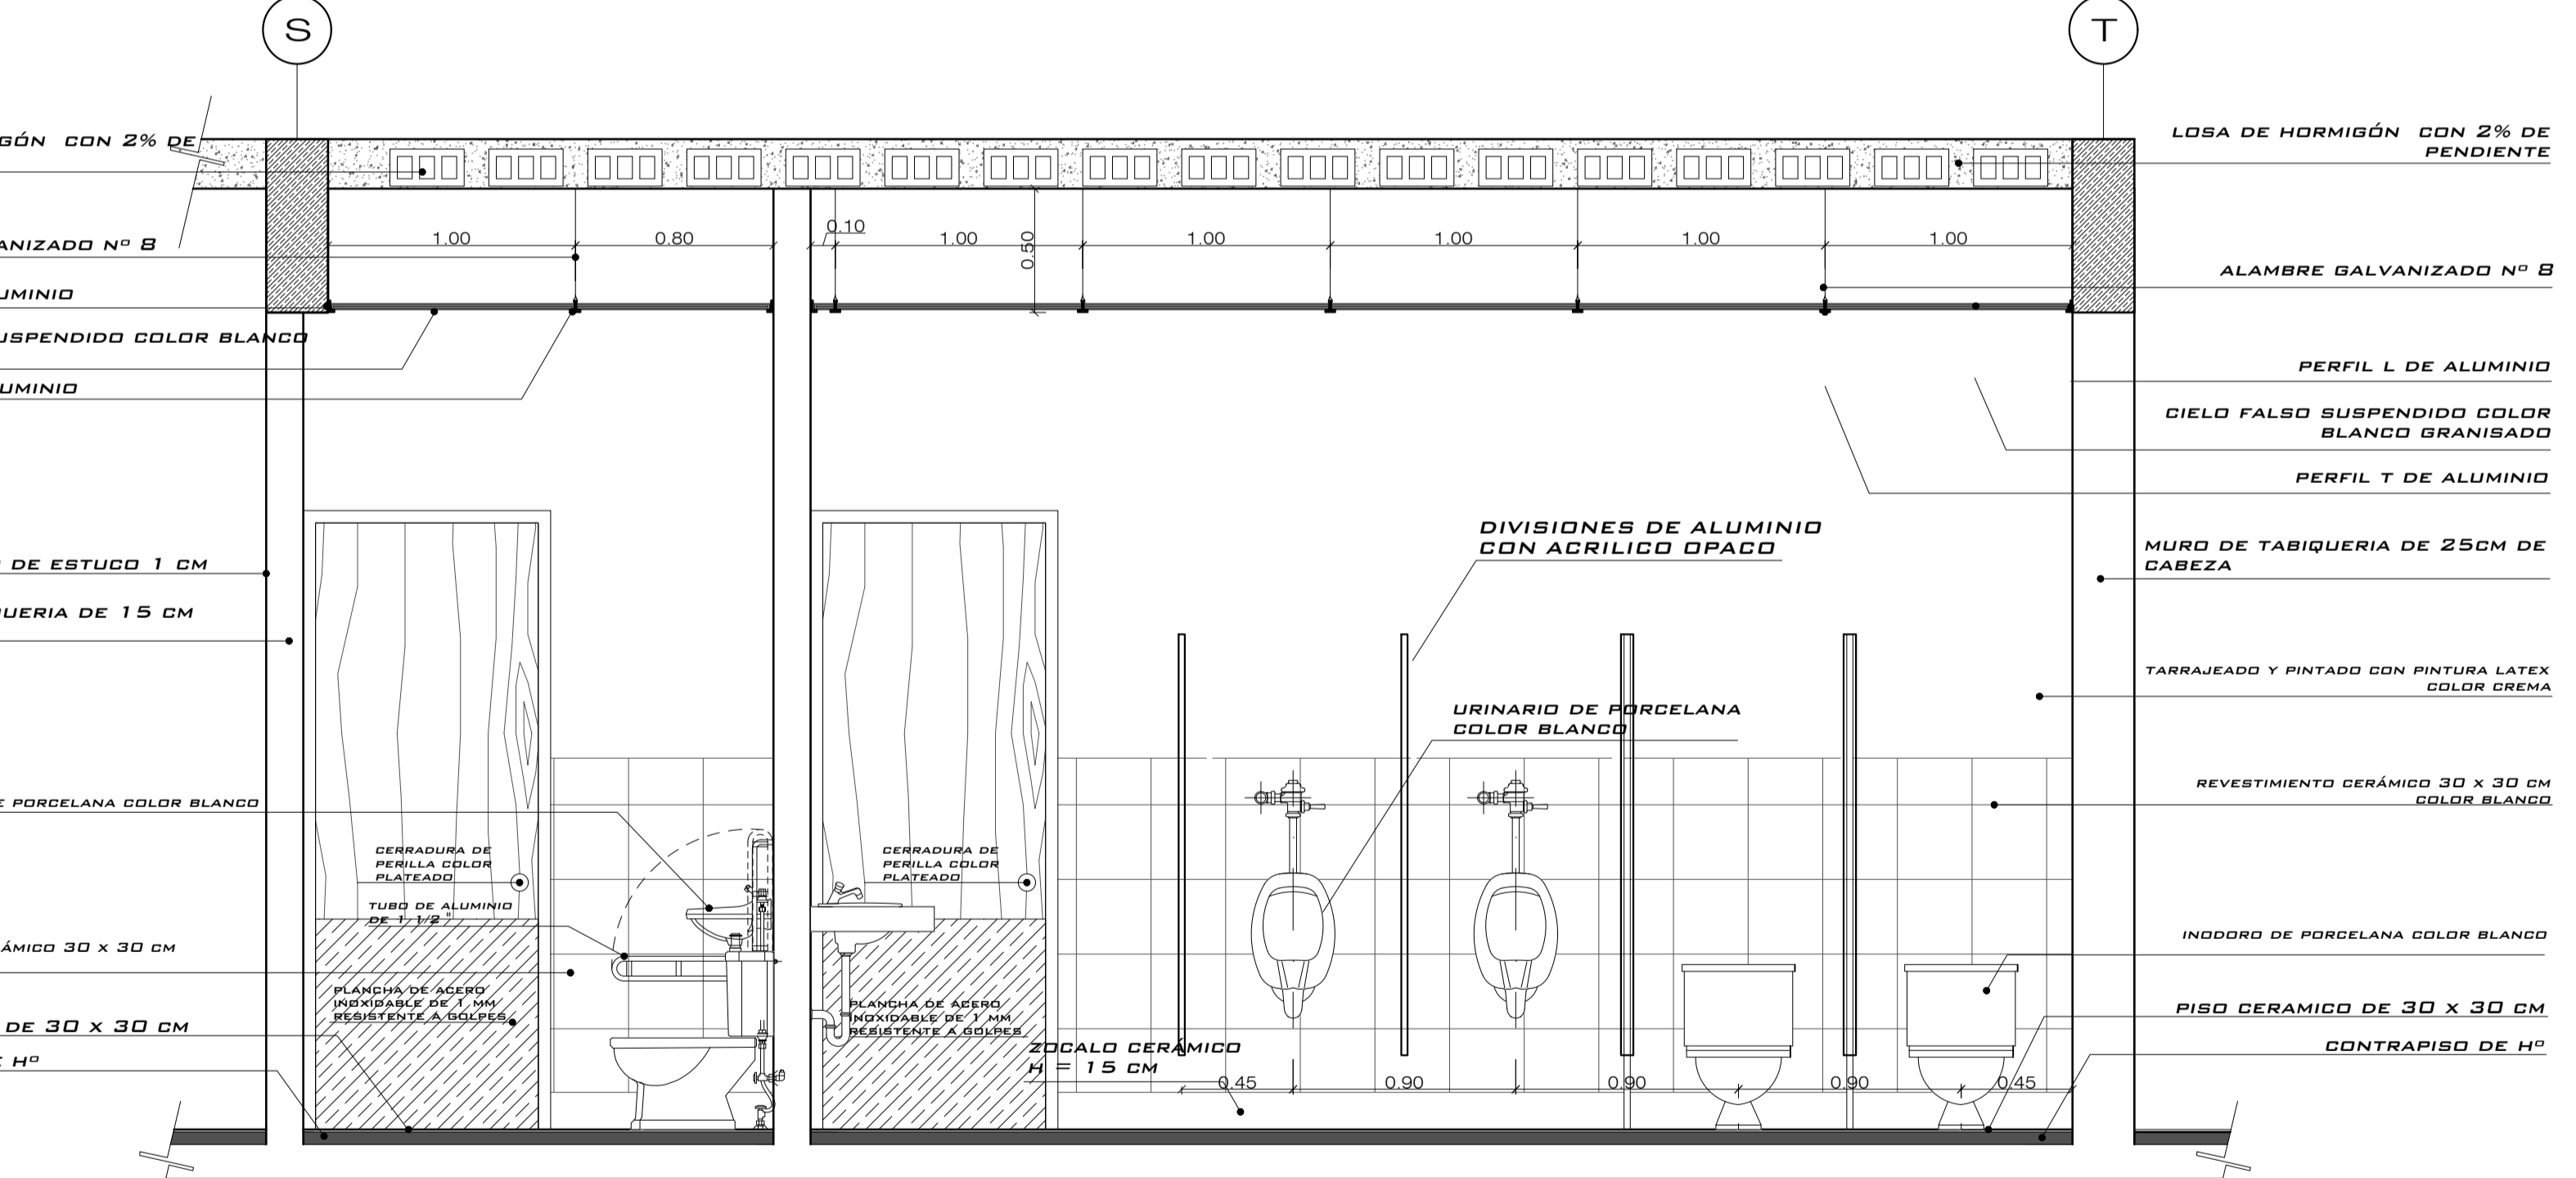 S
T
GÓN CON 2% DE
LOSA DE HORMIGÓN CON 2% DE
PENDIENTE
ANIZADO Nº 8
1.00
0.80
0.10
1.00
0.50
1.00
1.00
1.00
1.00
ALAMBRE GALVANIZADO Nº 8
UMINIO
USPENDIDO COLOR BLANCO
UMINIO
PERFIL L DE ALUMINIO
CIELO FALSO SUSPENDIDO COLOR
BLANCO GRANISADO
PERFIL T DE ALUMINIO
DIVISIONES DE ALUMINIO
CON ACRILICO OPACO
DE ESTUCO 1 CM
UERIA DE 15 CM
MURO DE TABIQUERIA DE 25CM DE
CABEZA
TARRAJEADO Y PINTADO CON PINTURA LATEX
COLOR CREMA
URINARIO DE PORCELANA
COLOR BLANCO
REVESTIMIENTO CERÁMICO 30 X 30 CM
COLOR BLANCO
E PORCELANA COLOR BLANCO
CERRADURA DE
PERILLA COLOR
PLATEADO
CERRADURA DE
PERILLA COLOR
PLATEADO
TUBO DE ALUMINIO
DE 1 1/2"
ÁMICO 30 X 30 CM
INODORO DE PORCELANA COLOR BLANCO
PLANCHA DE ACERO
INOXIDABLE DE 1 MM
RESISTENTE A GOLPES
PLANCHA DE ACERO
INOXIDABLE DE 1 MM
RESISTENTE A GOLPES
DE 30 X 30 CM
PISO CERAMICO DE 30 X 30 CM
E Hº
ZOCALO CERÁMICO
H = 15 CM
CONTRAPISO DE Hº
0.45
0.90
0.90
0.90
0.45